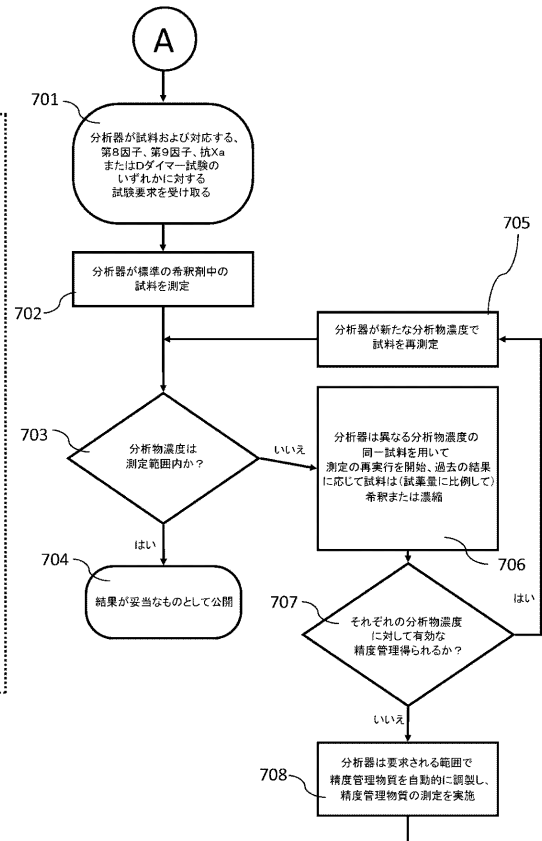 A
701
分析器が試料および対応する、
第8因子、第9因子、抗Xa
またはDダイマー試験の
いずれかに対する
試験要求を受け取る
702
分析器が標準の希釈剤中の
試料を測定
705
分析器が新たな分析物濃度で
試料を再測定
703
分析物濃度は
測定範囲内か?
いいえ
はい
704
結果が妥当なものとして公開
分析器は異なる分析物濃度の
同一試料を用いて
測定の再実行を開始、過去の結果
に応じて試料は(試薬量に比例して)
希釈または濃縮
706
707
それぞれの分析物濃度
に対して有効な
精度管理得られるか?
はい
いいえ
708
分析器は要求される範囲で
精度管理物質を自動的に調製し、
精度管理物質の測定を実施